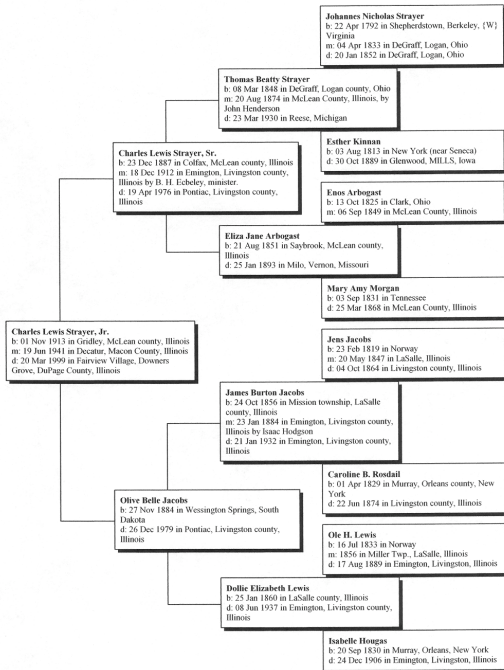 Johannes Nicholas Strayer
b: 22 Apr 1792 in Shepherdstown, Berkeley, {W}
Virginia
m: 04 Apr 1833 in DeGraff, Logan, Ohio
d: 20 Jan 1852 in DeGraff, Logan, Ohio
Thomas Beatty Strayer
b: 08 Mar 1848 in DeGraff, Logan county, Ohio
m: 20 Aug 1874 in McLean County, Illinois, by
John Henderson
d: 23 Mar 1930 in Reese, Michigan
Esther Kinnan
b: 03 Aug 1813 in New York (near Seneca)
d: 30 Oct 1889 in Glenwood, MILLS, Iowa
Charles Lewis Strayer, Sr.
b: 23 Dec 1887 in Colfax, McLean county, Illinois
m: 18 Dec 1912 in Emington, Livingston county,
Illinois by B. H. Ecbeley, minister.
d: 19 Apr 1976 in Pontiac, Livingston county,
Illinois
Enos Arbogast
b: 13 Oct 1825 in Clark, Ohio
m: 06 Sep 1849 in McLean County, Illinois
Eliza Jane Arbogast
b: 21 Aug 1851 in Saybrook, McLean county,
Illinois
d: 25 Jan 1893 in Milo, Vernon, Missouri
Mary Amy Morgan
b: 03 Sep 1831 in Tennessee
d: 25 Mar 1868 in McLean County, Illinois
Charles Lewis Strayer, Jr.
b: 01 Nov 1913 in Gridley, McLean county, Illinois
m: 19 Jun 1941 in Decatur, Macon County, Illinois
d: 20 Mar 1999 in Fairview Village, Downers
Grove, DuPage County, Illinois
Jens Jacobs
b: 23 Feb 1819 in Norway
m: 20 May 1847 in LaSalle, Illinois
d: 04 Oct 1864 in Livingston county, Illinois
James Burton Jacobs
b: 24 Oct 1856 in Mission township, LaSalle
county, Illinois
m: 23 Jan 1884 in Emington, Livingston county,
Illinois by Isaac Hodgson
d: 21 Jan 1932 in Emington, Livingston county,
Illinois
Caroline B. Rosdail
b: 01 Apr 1829 in Murray, Orleans county, New
York
d: 22 Jun 1874 in Livingston county, Illinois
Olive Belle Jacobs
b: 27 Nov 1884 in Wessington Springs, South
Dakota
d: 26 Dec 1979 in Pontiac, Livingston county,
Illinois
Ole H. Lewis
b: 16 Jul 1833 in Norway
m: 1856 in Miller Twp., LaSalle, Illinois
d: 17 Aug 1889 in Emington, Livingston, Illinois
Dollie Elizabeth Lewis
b: 25 Jan 1860 in LaSalle county, Illinois
d: 08 Jun 1937 in Emington, Livingston county,
Illinois
Isabelle Hougas
b: 20 Sep 1830 in Murray, Orleans, New York
d: 24 Dec 1906 in Emington, Livingston, Illinois